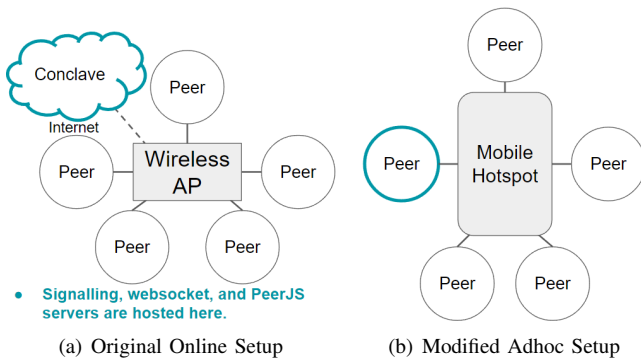 Conclave
Internet
Peer
Peer
Wireless
AP
Peer
Peer
Peer
• Signalling, websocket, and PeerJS
servers are hosted here.
(a) Original Online Setup
Peer
Peer
Mobile
Hotspot
Peer
Peer
Peer
(b) Modified Adhoc Setup